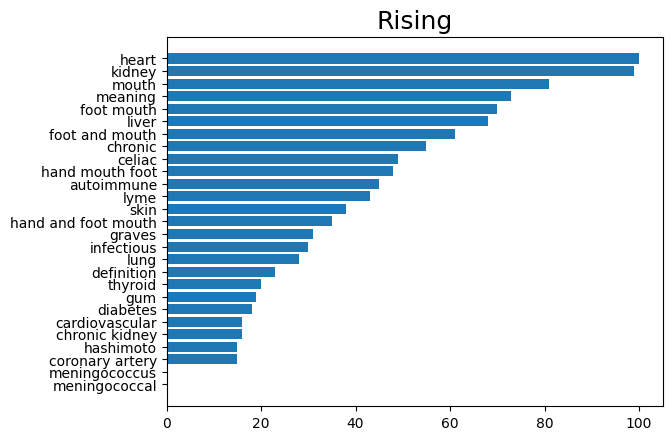 Rising
heart
kidney
mouth
meaning
foot mouth
liver
foot and mouth
chronic
celiac
hand mouth foot
autoimmune
lyme
skin
hand and foot mouth
graves
infectious
lung
definition
thyroid
gum
diabetes
cardiovascular
chronic kidney
hashimoto
coronary artery
meningococcus
meningococcal
0 20 40 60 80 100